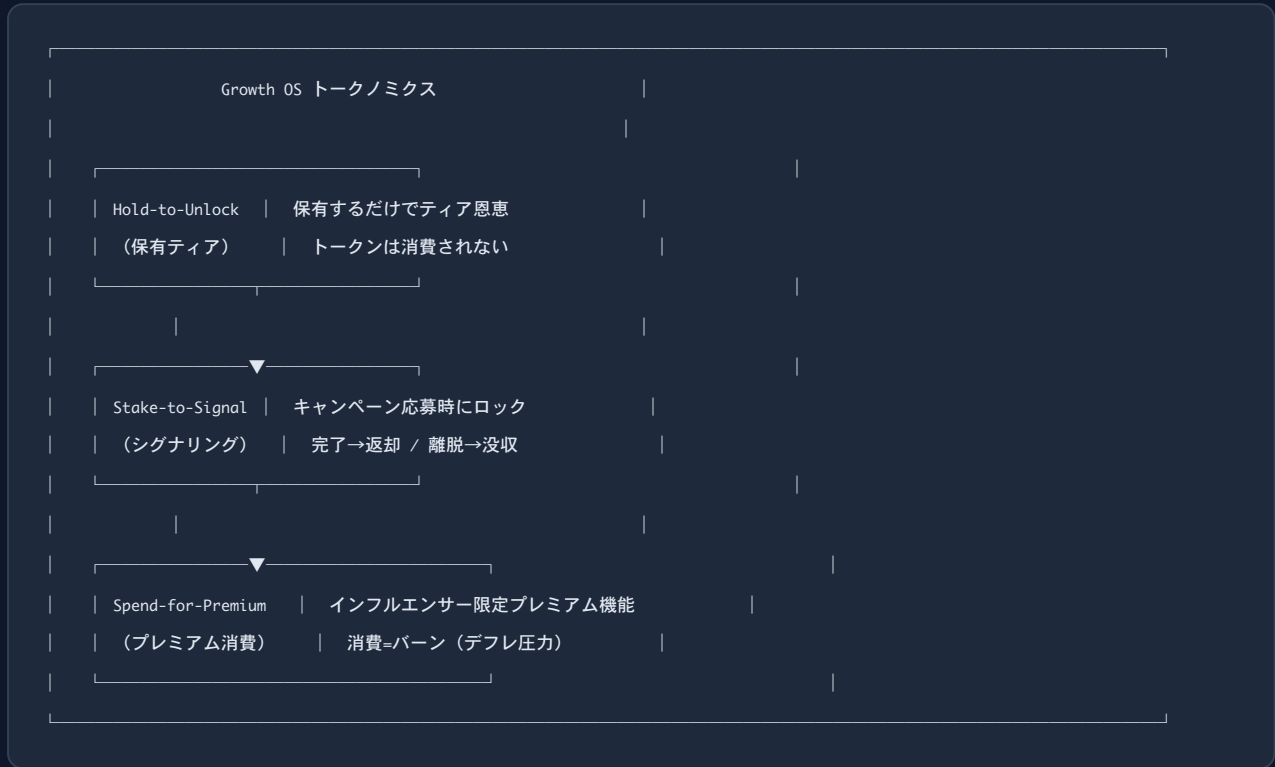 Growth OS トークノミクス
Hold-to-Unlock │ 保有するだけでティア恩恵
（保有ティア） │ トークンは消費されない
Stake-to-Signal │ キャンペーン応募時にロック
（シグナリング） │ 完了→返却 / 離脱→没収
Spend-for-Premium │ インフルエンサー限定プレミアム機能
（プレミアム消費） │ 消費=バーン（デフレ圧力）